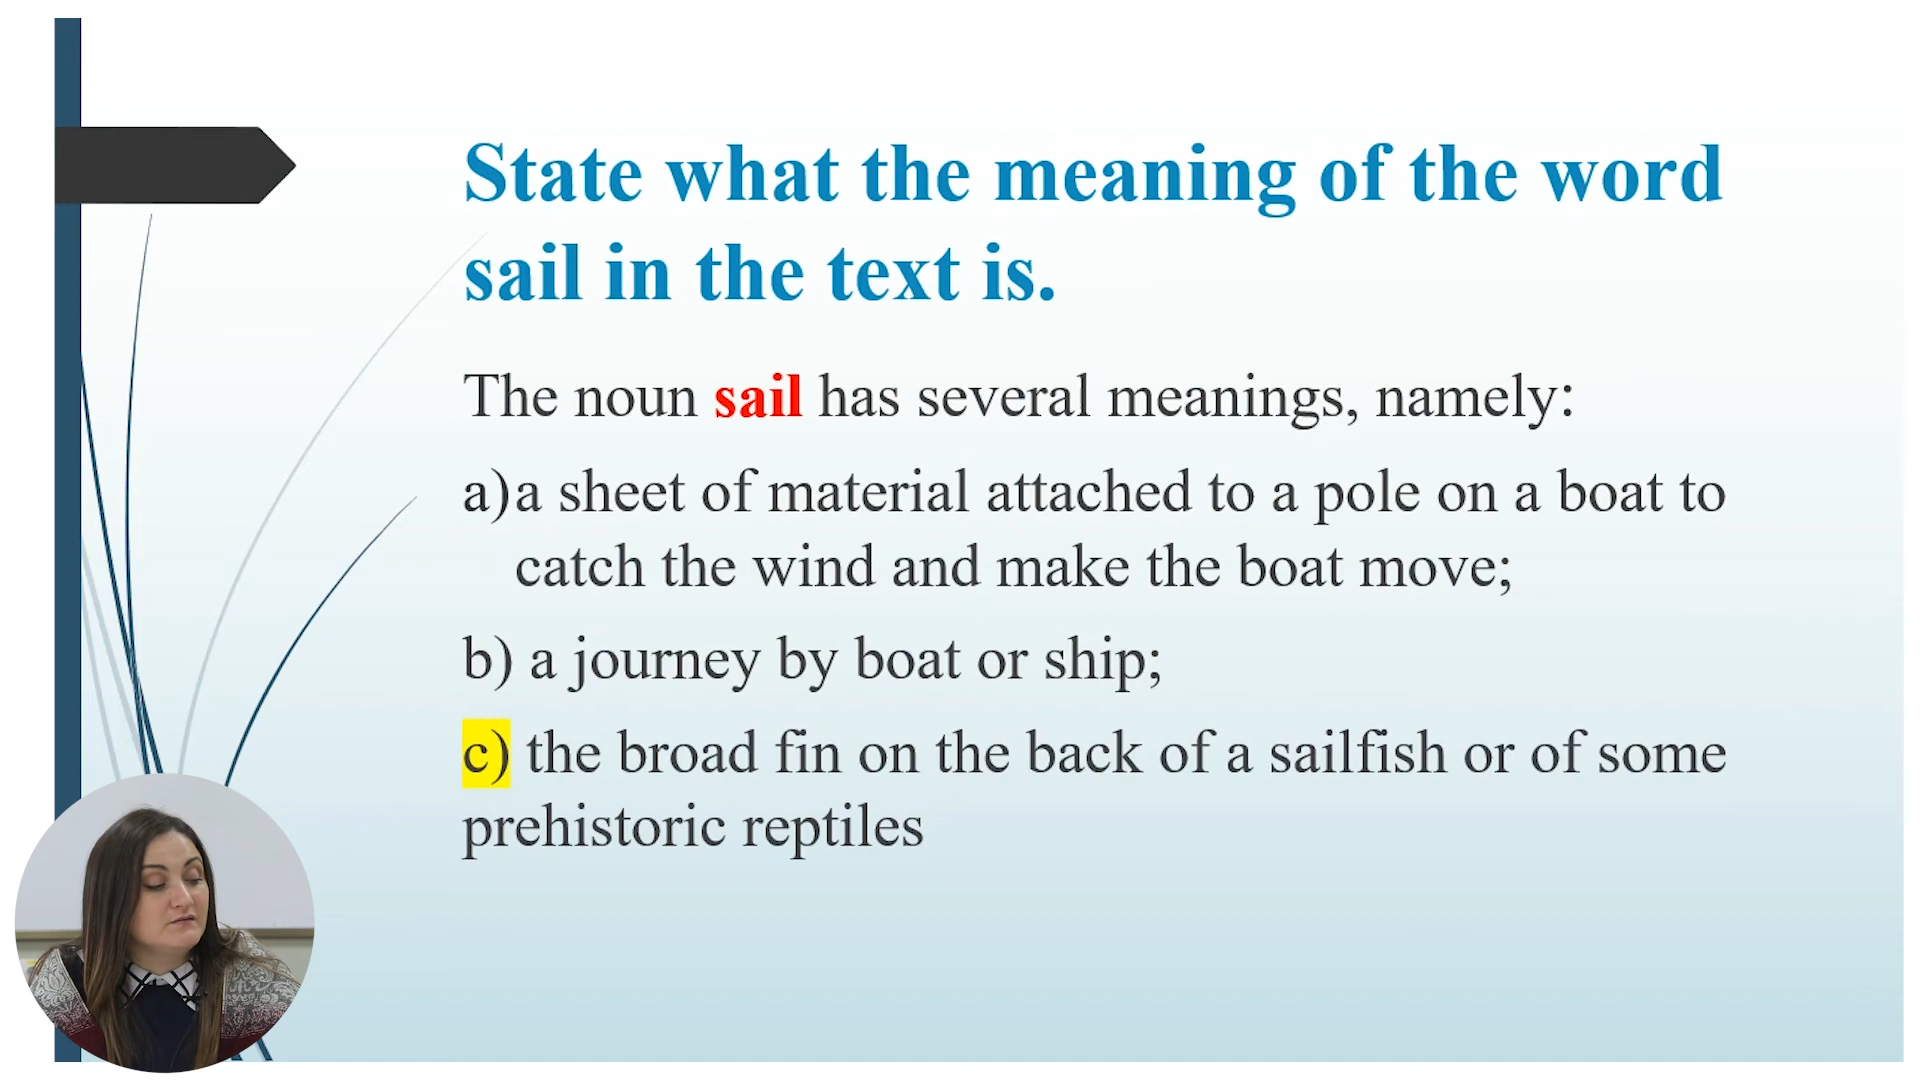 State what the meaning of the word
sail in the text is.
The noun sail has several meanings, namely:
a)a sheet of material attached to a pole on a boat to
catch the wind and make the boat move;
b) a journey by boat or ship;
c) the broad fin on the back of a sailfish or of some
prehistoric reptiles